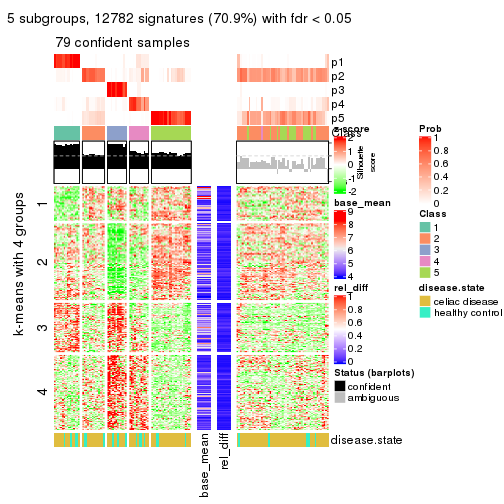 5 subgroups, 12782 signatures (70.9%) with fdr < 0.05
79 confident samples
p1
p2
p3
p4
p5
Class
1
0.5
0
Silhouette
score
k-means with 4 groups
1
2
3
4
base_mean
rel_diff
disease.state
z-score
2
1
0
-1
-2
base_mean
9
8
7
6
5
4
rel_diff
1
0.8
0.6
0.4
0.2
0
Status (barplots)
confident
ambiguous
Prob
1
0.8
0.6
0.4
0.2
0
Class
1
2
3
4
5
disease.state
celiac disease
healthy control